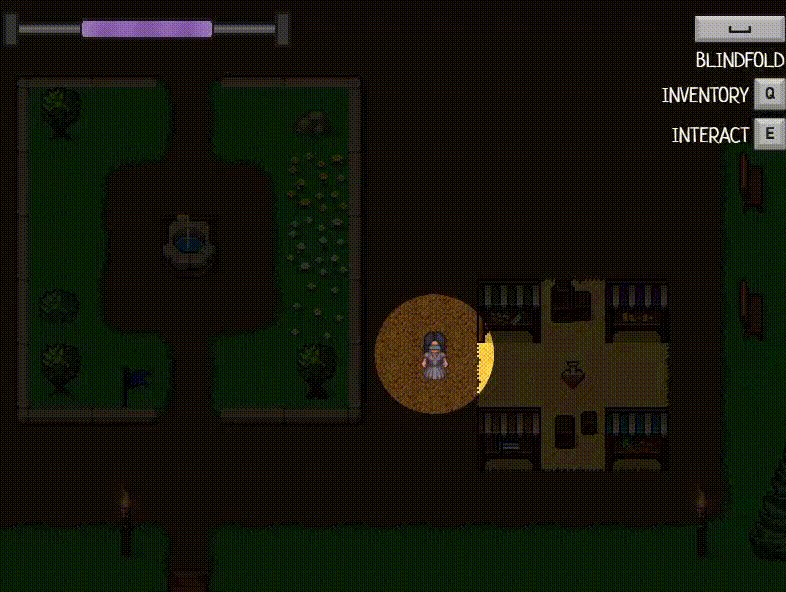 BLINDFOLD
INVENTORY Q
INTERACT E